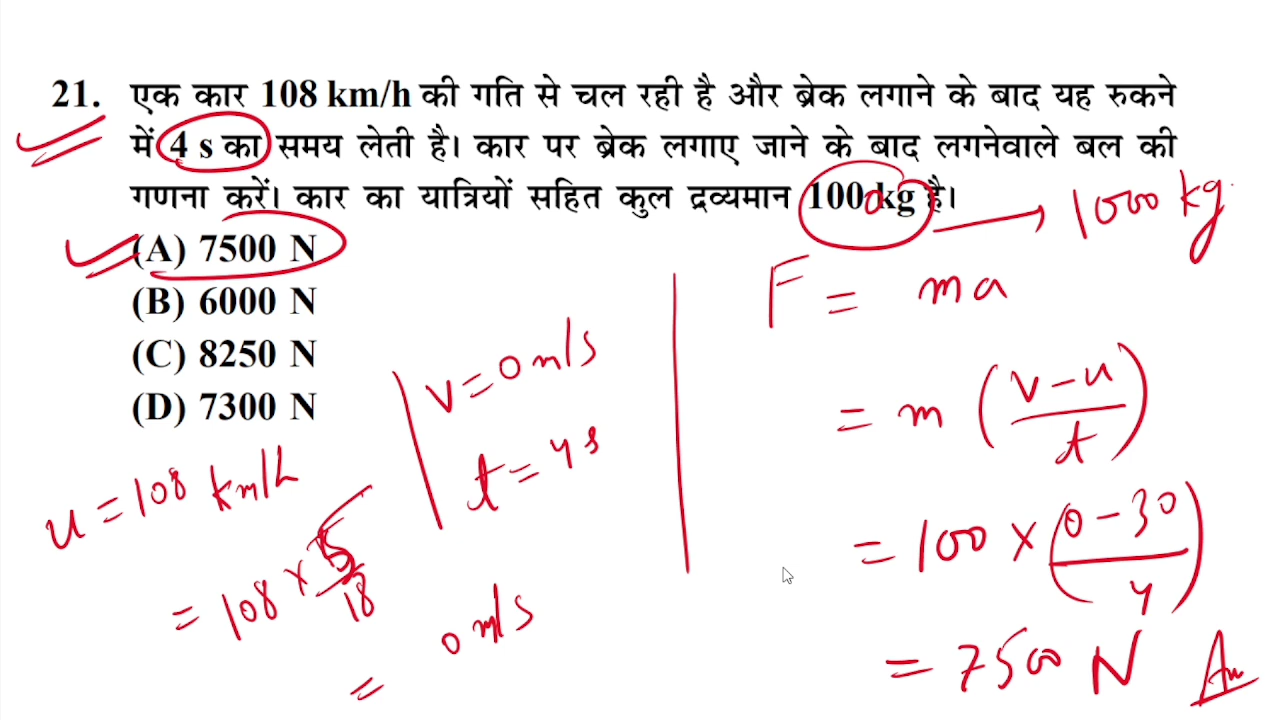 21. एक कार 108 km/h की गति से चल रही है और ब्रेक लगाने के बाद यह रुकने
में 4 s का समय लेती है। कार पर ब्रेक लगाए जाने के बाद लगनेवाले बल की
गणना करें। कार का यात्रियों सहित कुल द्रव्यमान 1000 kg है।
→ 1000 kg
(A) 7500 N
(B) 6000 N
(C) 8250 N
(D) 7300 N
u = 108 km/h
= 108 × 5/18
= 0 m/s
v = 0 m/s
t = 4 s
F = ma
= m (v-u/t)
= 100 × (0-30/4)
= 7500 N